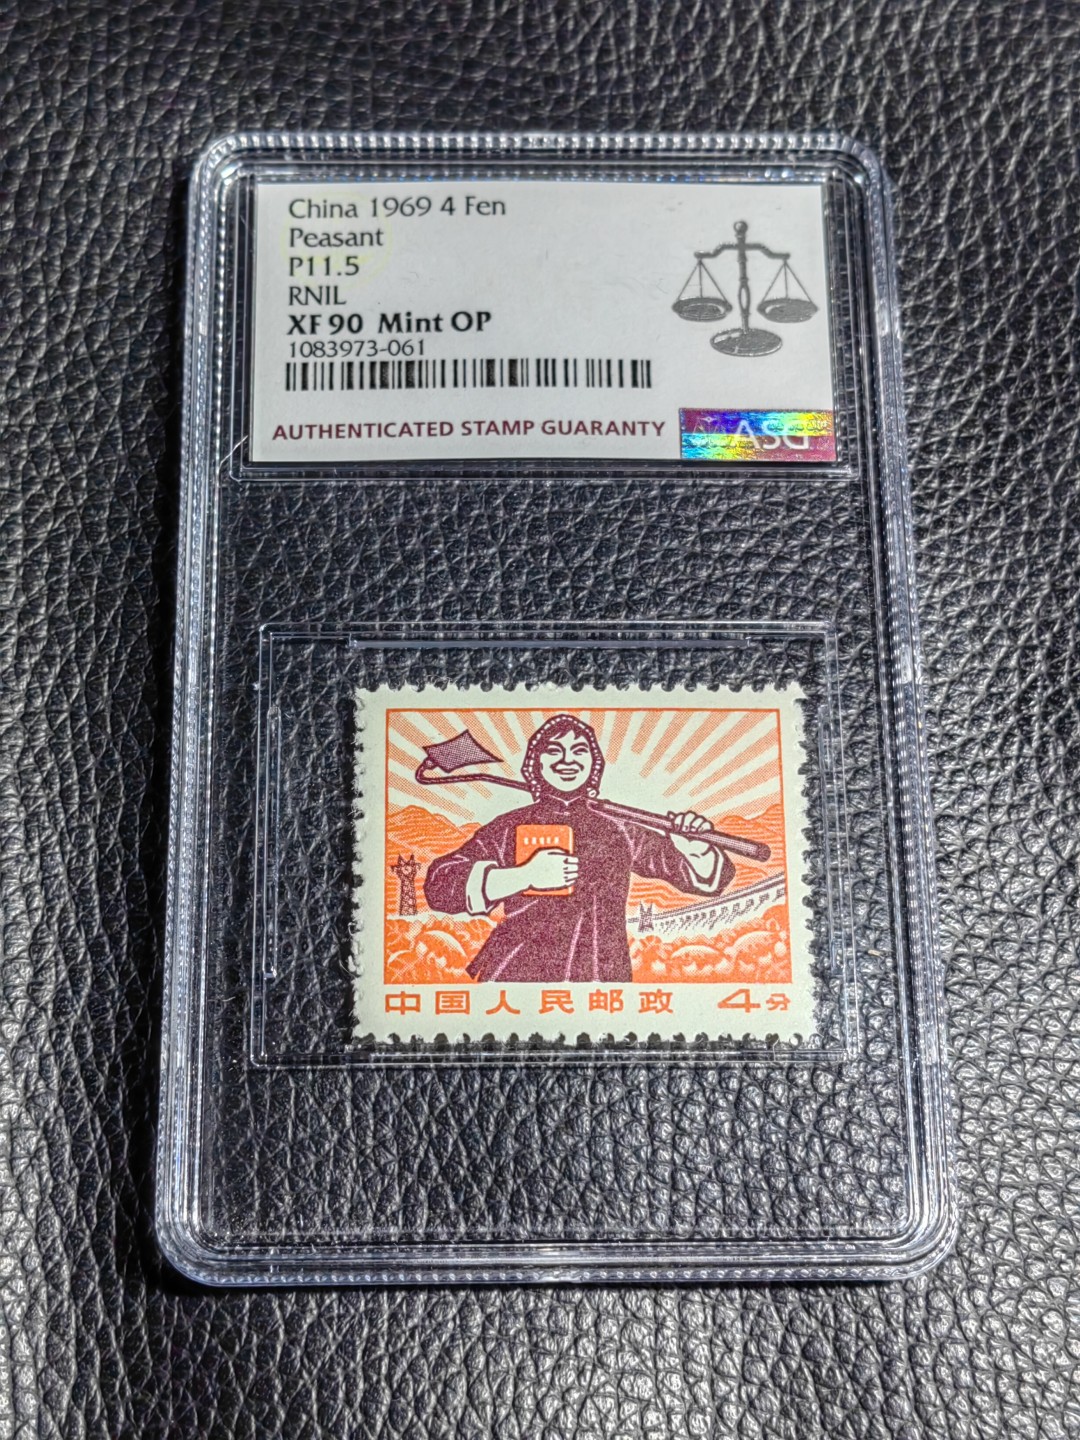 China 1969 4 Fen
Peasant
P11.5
RNIL
XF 90 Mint OP
1083973-061
AUTHENTICATED STAMP GUARANTY
ASG
中国人民邮政 4分